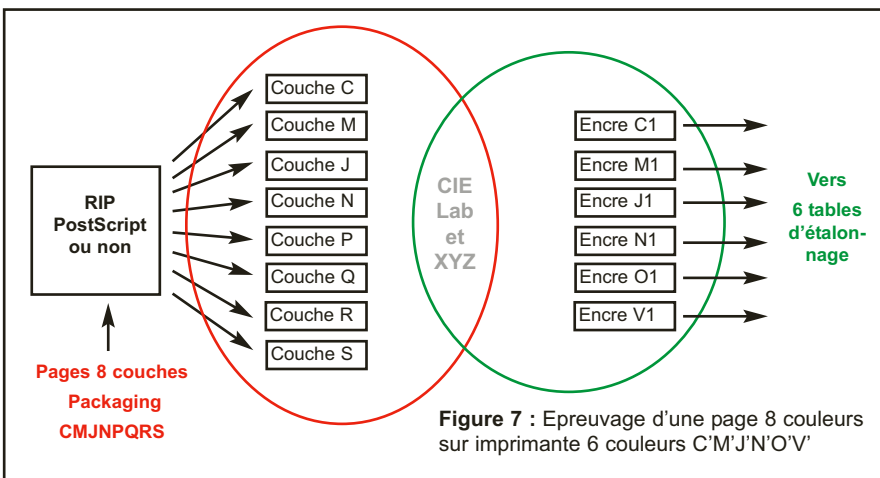 Couche C
Couche M
Couche J
Couche N
Couche P
Couche Q
Couche R
Couche S
RIP
PostScript
ou non
Pages 8 couches
Packaging
CMJNPQRS
CIE
Lab
et
XYZ
Encre C1
Encre M1
Encre J1
Encre N1
Encre O1
Encre V1
Vers
6 tables
d'étalon-
nage
Figure 7 : Epreuvage d'une page 8 couleurs
sur imprimante 6 couleurs C'M'J'N'O'V'